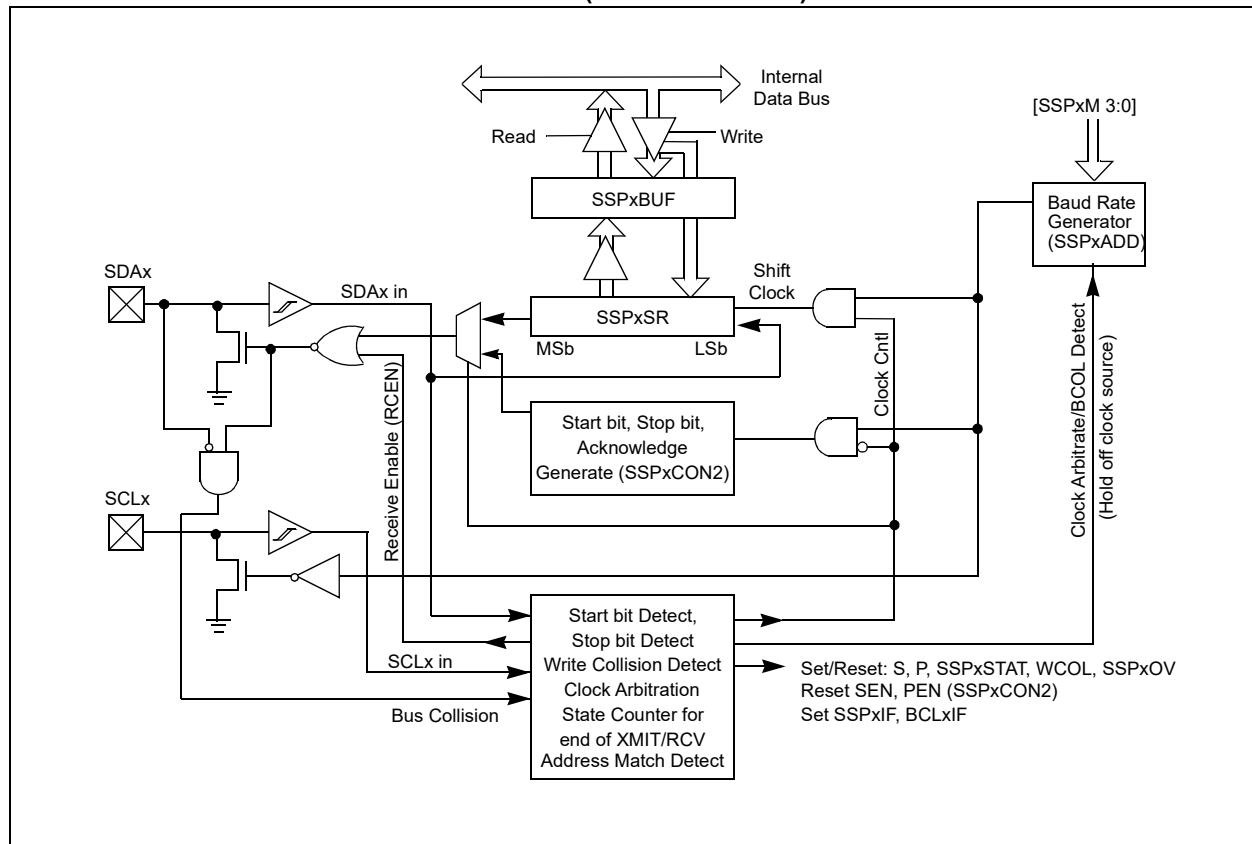 Internal
Data Bus
[SSPxM 3:0]
Read
Write
SSPxBUF
Baud Rate
Generator
(SSPxADD)
SDAx
SDAx in
Shift
Clock
SSPxSR
MSb
LSb
Receive Enable (RCEN)
Clock Cntl
Clock Arbitrate/BCOL Detect
(Hold off clock source)
Start bit, Stop bit,
Acknowledge
Generate (SSPxCON2)
SCLx
SCLx in
Bus Collision
Start bit Detect,
Stop bit Detect
Write Collision Detect
Clock Arbitration
State Counter for
end of XMIT/RCV
Address Match Detect
Set/Reset: S, P, SSPxSTAT, WCOL, SSPxOV
Reset SEN, PEN (SSPxCON2)
Set SSPxIF, BCLxIF